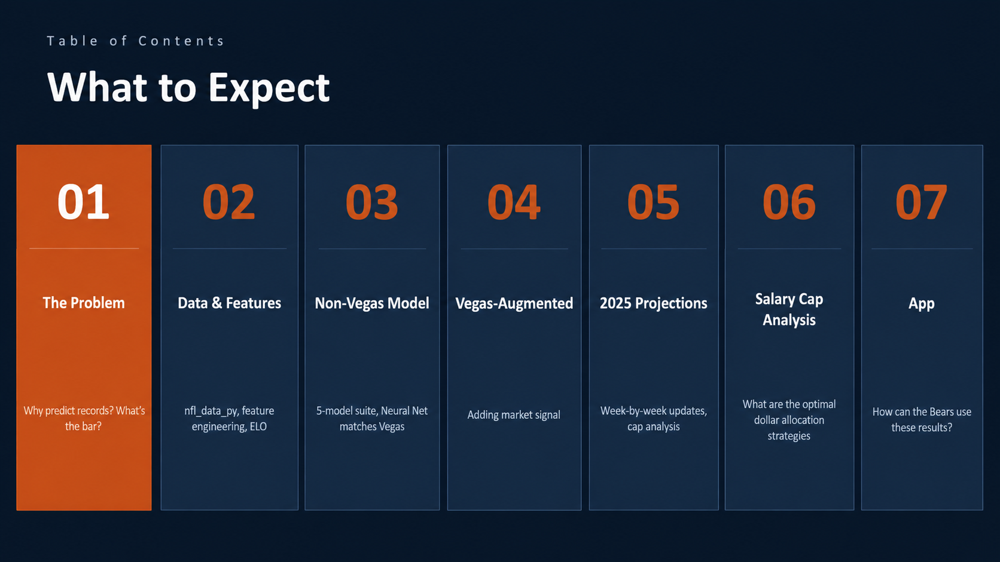 Table of Contents
What to Expect
01
The Problem
Why predict records? What's
the bar?
02
Data & Features
nfl_data_py, feature
engineering, ELO
03
Non-Vegas Model
5-model suite, Neural Net
matches Vegas
04
Vegas-Augmented
Adding market signal
05
2025 Projections
Week-by-week updates,
cap analysis
06
Salary Cap
Analysis
What are the optimal
dollar allocation
strategies
07
App
How can the Bears use
these results?